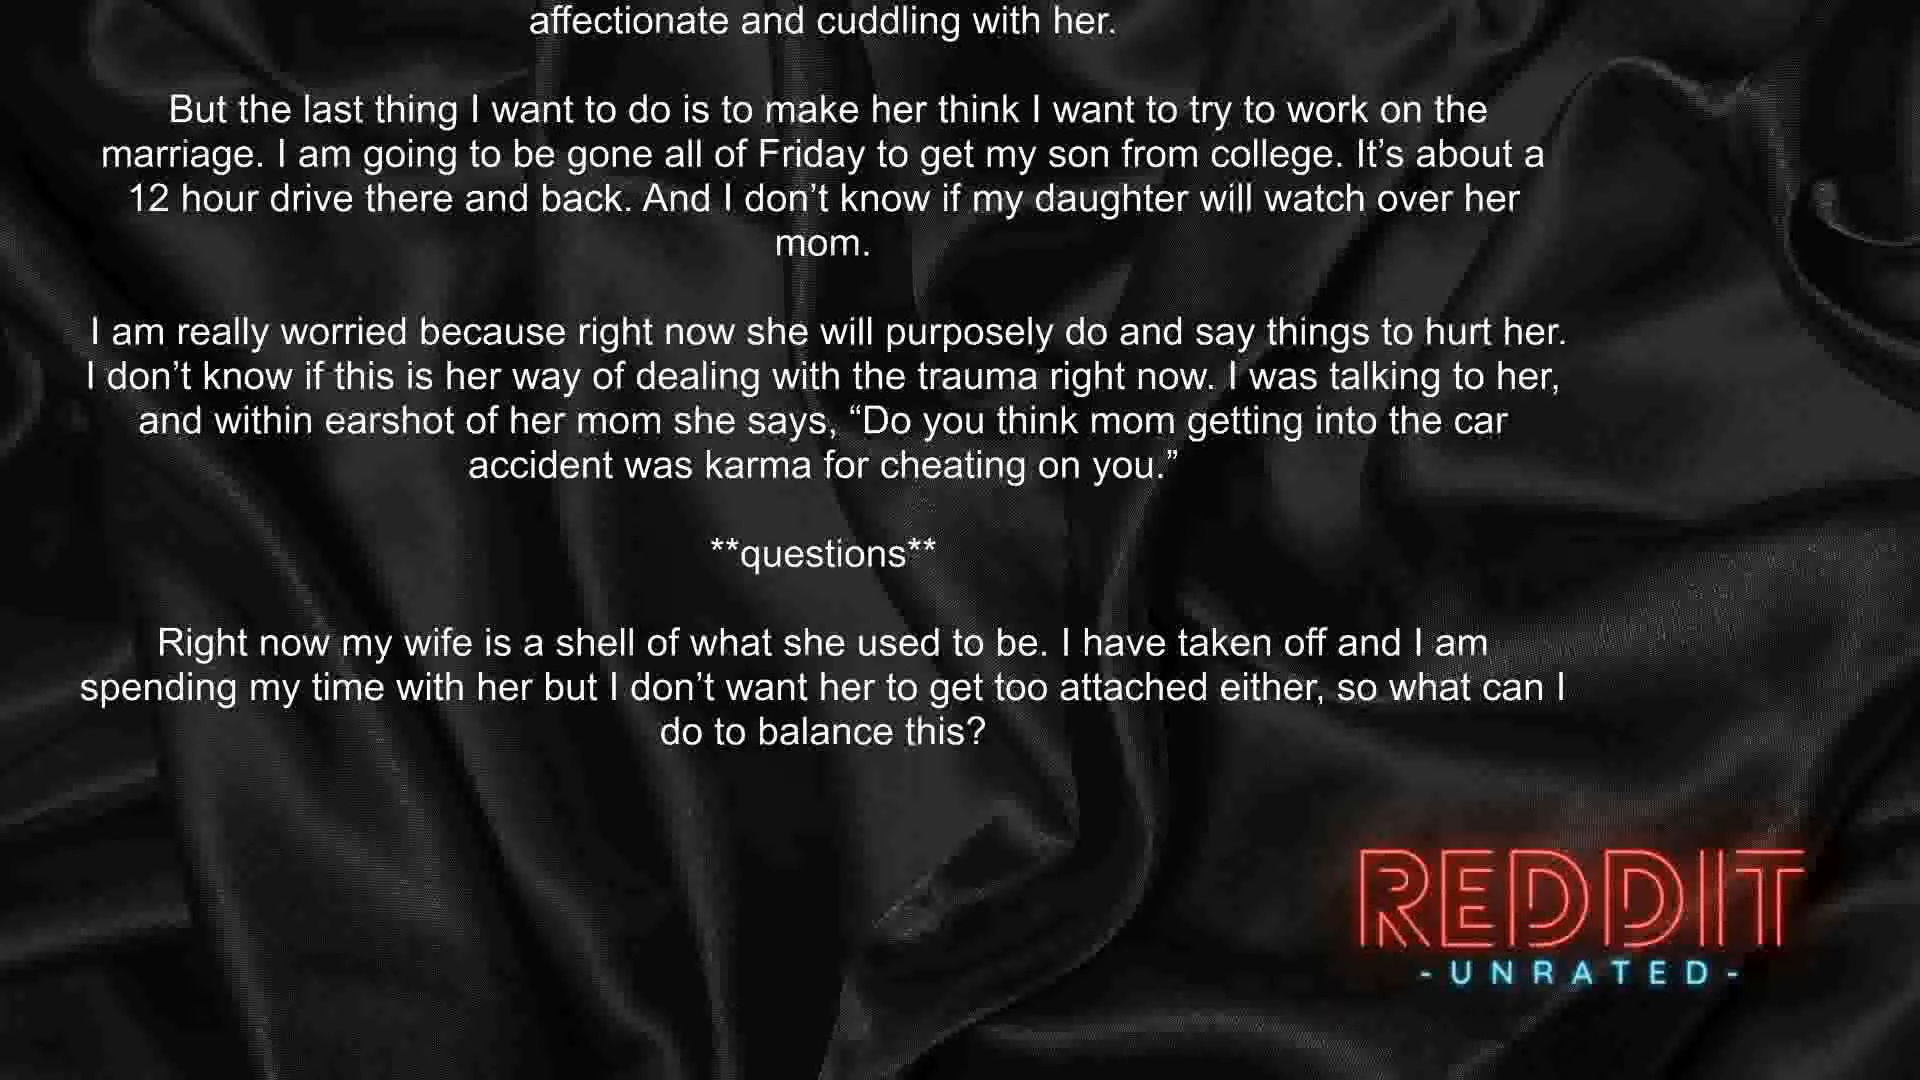 affectionate and cuddling with her.
But the last thing I want to do is to make her think I want to try to work on the
marriage. I am going to be gone all of Friday to get my son from college. It’s about a
12 hour drive there and back. And I don’t know if my daughter will watch over her
mom.
I am really worried because right now she will purposely do and say things to hurt her.
I don’t know if this is her way of dealing with the trauma right now. I was talking to her,
and within earshot of her mom she says, “Do you think mom getting into the car
accident was karma for cheating on you.”
**questions**
Right now my wife is a shell of what she used to be. I have taken off and I am
spending my time with her but I don’t want her to get too attached either, so what can I
do to balance this?
REDDIT
-UNRATED-